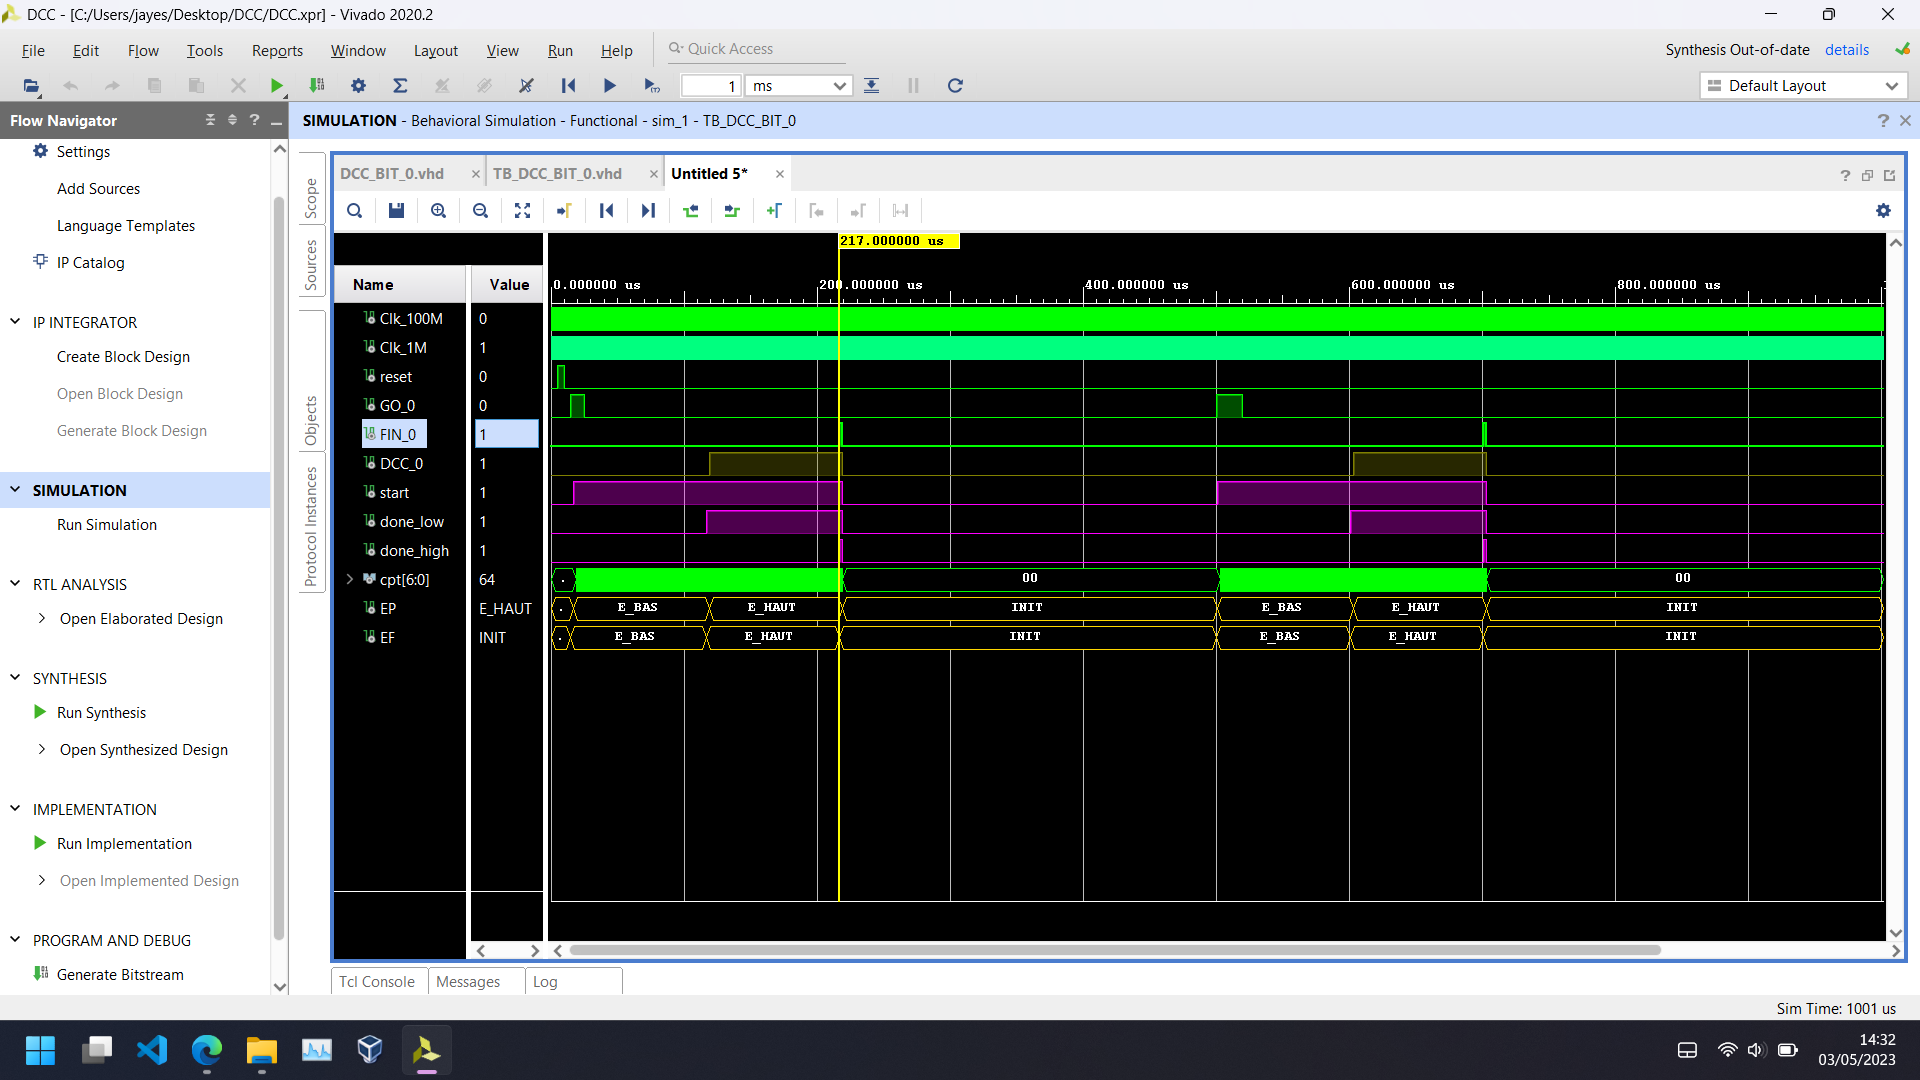 DCC - [C:/Users/jayes/Desktop/DCC/DCC.xpr] - Vivado 2020.2
File Edit Flow Tools Reports Window Layout View Run Help Quick Access
Synthesis Out-of-date details
1 ms
Default Layout
Flow Navigator
SIMULATION - Behavioral Simulation - Functional - sim_1 - TB_DCC_BIT_0
Settings
Add Sources
Language Templates
IP Catalog
IP INTEGRATOR
Create Block Design
Open Block Design
Generate Block Design
SIMULATION
Run Simulation
RTL ANALYSIS
Open Elaborated Design
SYNTHESIS
Run Synthesis
Open Synthesized Design
IMPLEMENTATION
Run Implementation
Open Implemented Design
PROGRAM AND DEBUG
Generate Bitstream
Scope
Sources
Objects
Protocol Instances
DCC_BIT_0.vhd TB_DCC_BIT_0.vhd Untitled 5*
217.000000 us
Name Value
0.000000 us 200.000000 us 400.000000 us 600.000000 us 800.000000 us
Clk_100M 0
Clk_1M 1
reset 0
GO_0 0
FIN_0 1
DCC_0 1
start 1
done_low 1
done_high 1
cpt[6:0] 64 00 00
EP E_HAUT E_BAS E_HAUT INIT E_BAS E_HAUT INIT
EF INIT E_BAS E_HAUT INIT E_BAS E_HAUT INIT
Tcl Console Messages Log
Sim Time: 1001 us
14:32
03/05/2023